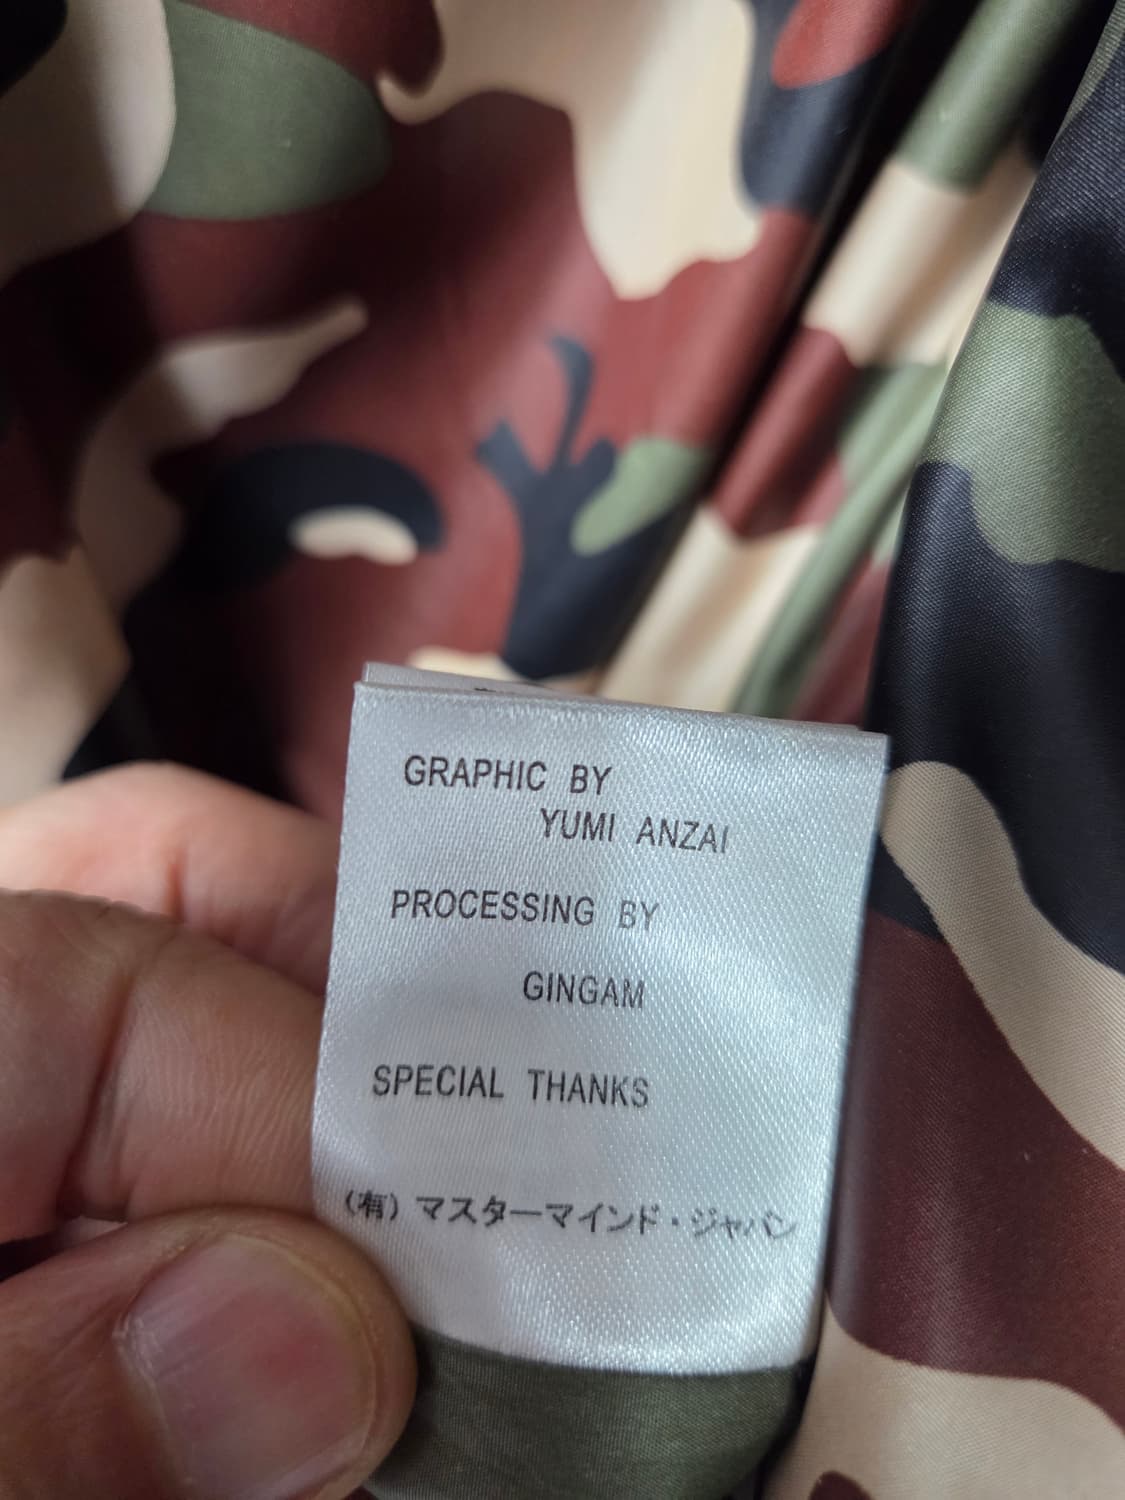 GRAPHIC BY
YUMI ANZAI
PROCESSING BY
GINGAM
SPECIAL THANKS
(有) マスターマインド・ジャパン